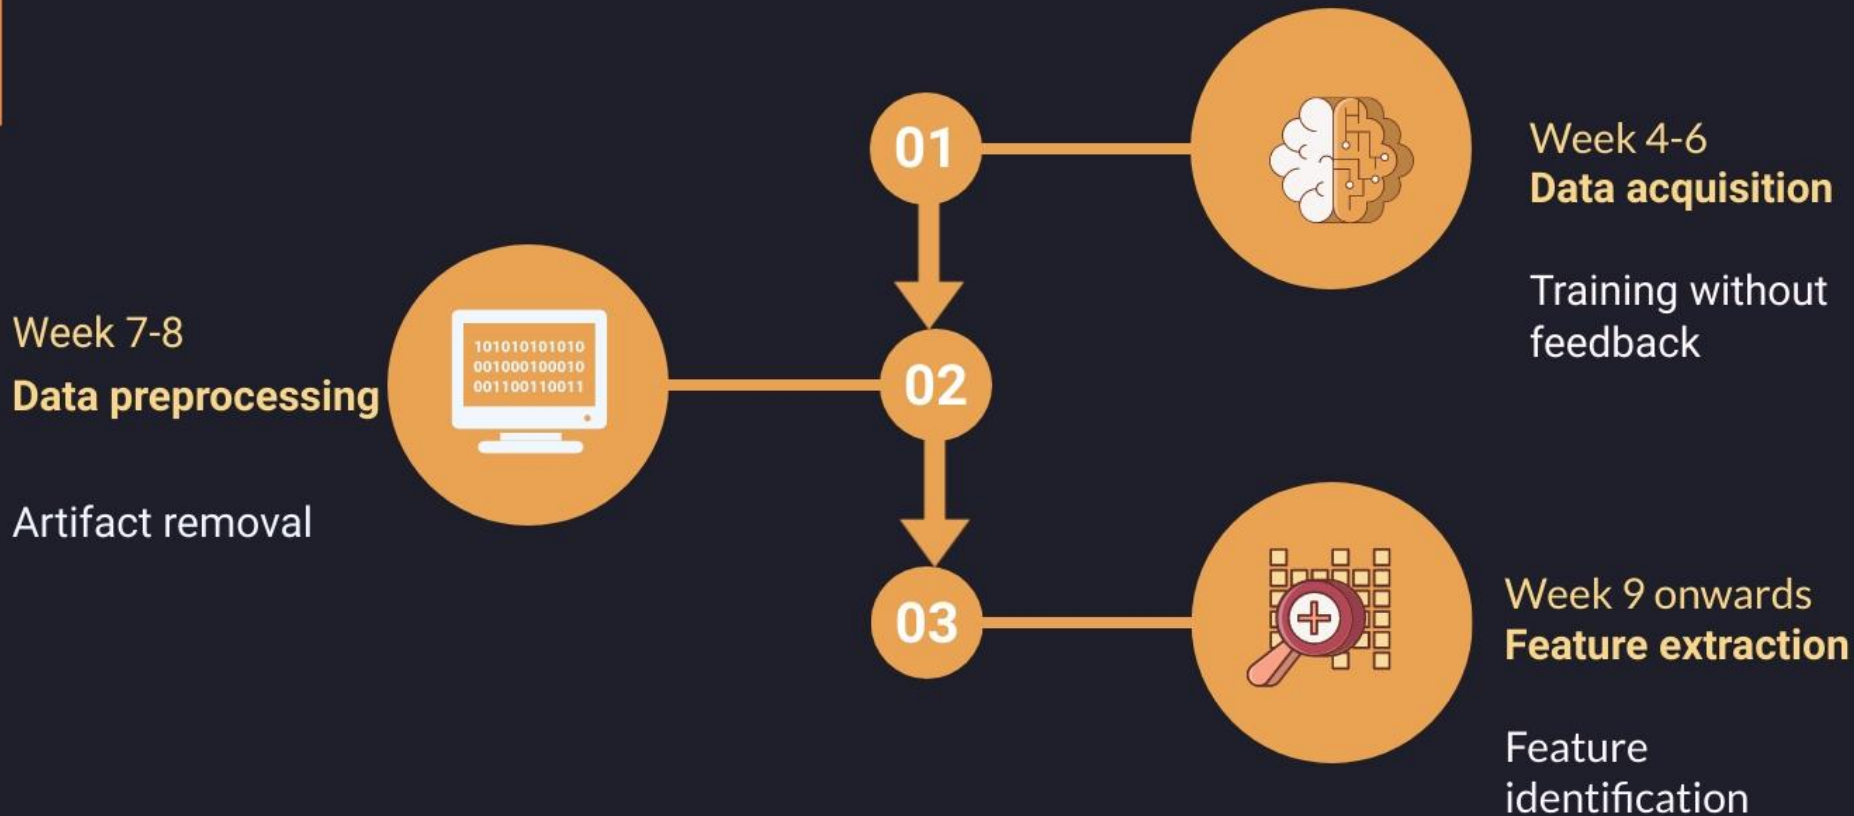 01
Week 4-6
Data acquisition
Training without
feedback
Week 7-8
Data preprocessing
Artifact removal
101010101010
001000100010
001100110011
02
03
Week 9 onwards
Feature extraction
Feature
identification